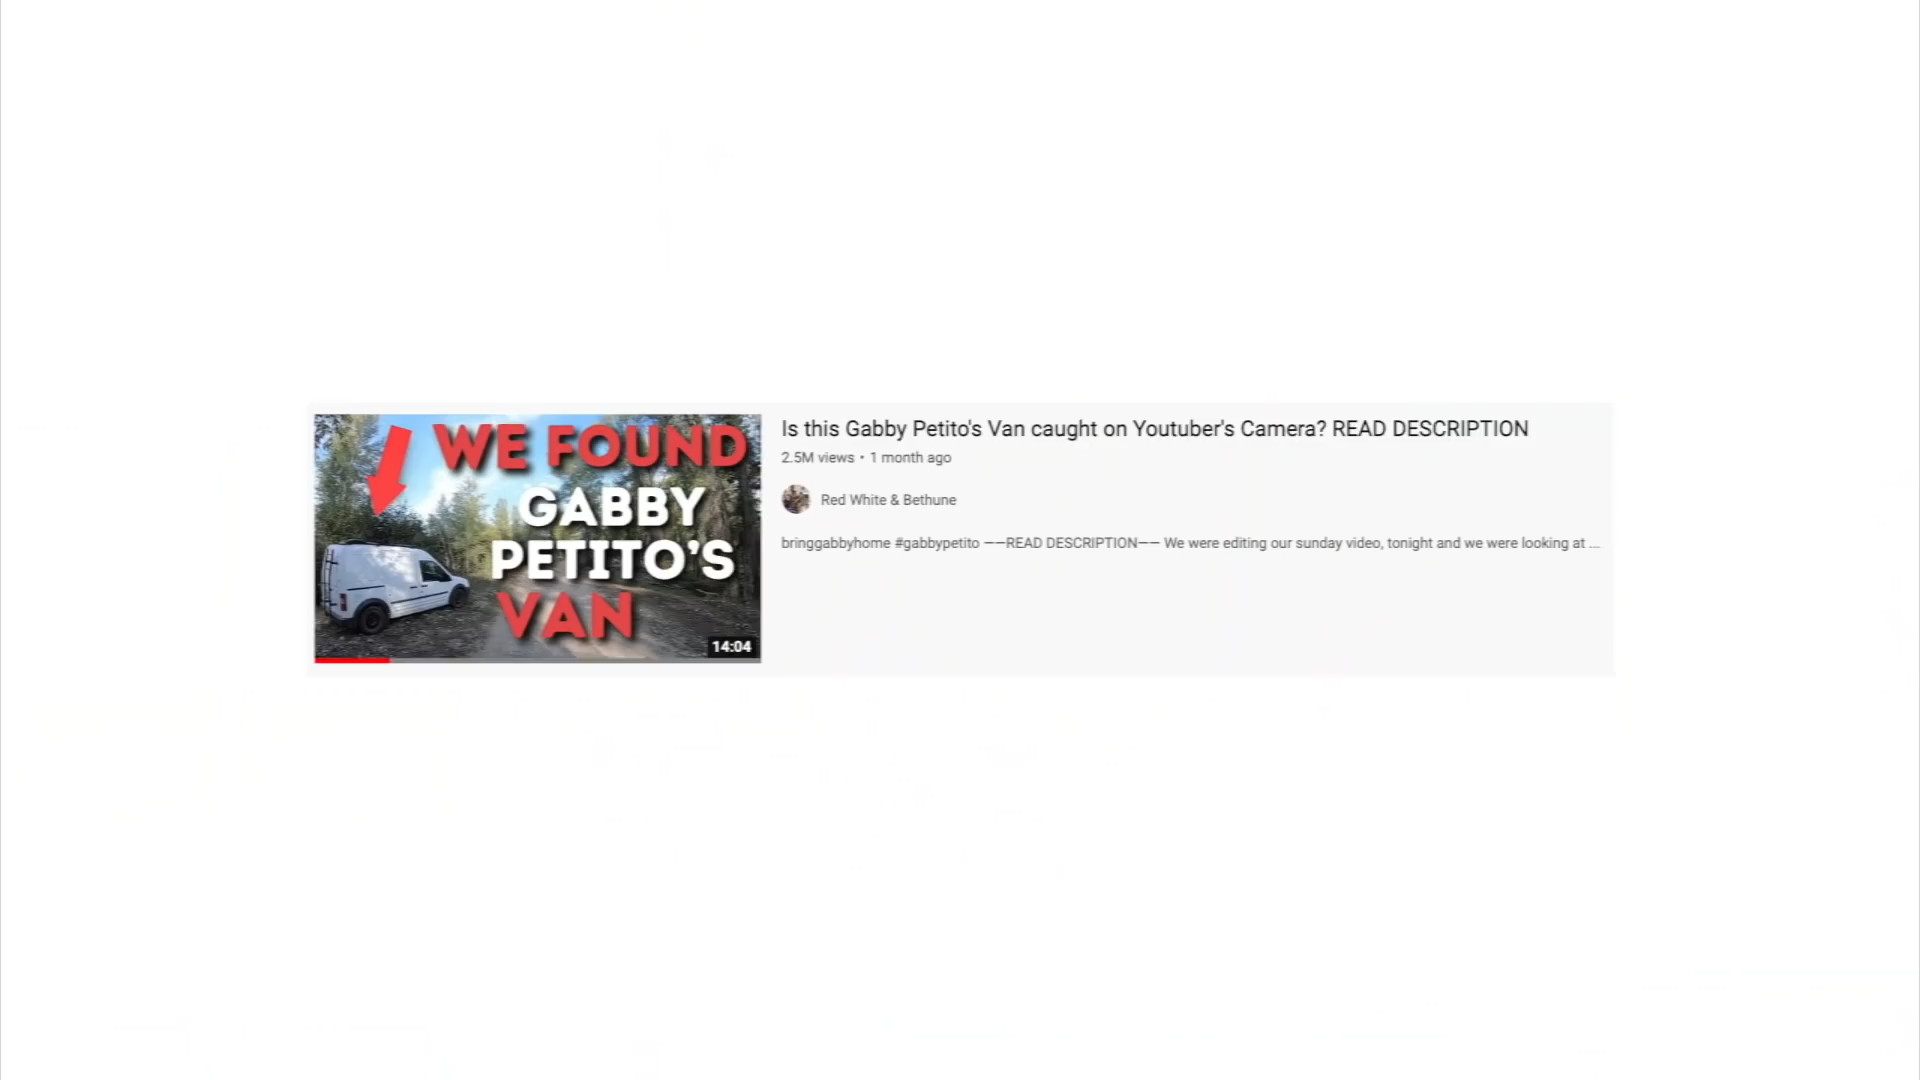 WE FOUND
GABBY
PETITO'S
VAN
14:04
Is this Gabby Petito's Van caught on Youtuber's Camera? READ DESCRIPTION
2.5M views • 1 month ago
Red White & Bethune
bringgabbyhome #gabbypetito ——READ DESCRIPTION—— We were editing our sunday video, tonight and we were looking at ...